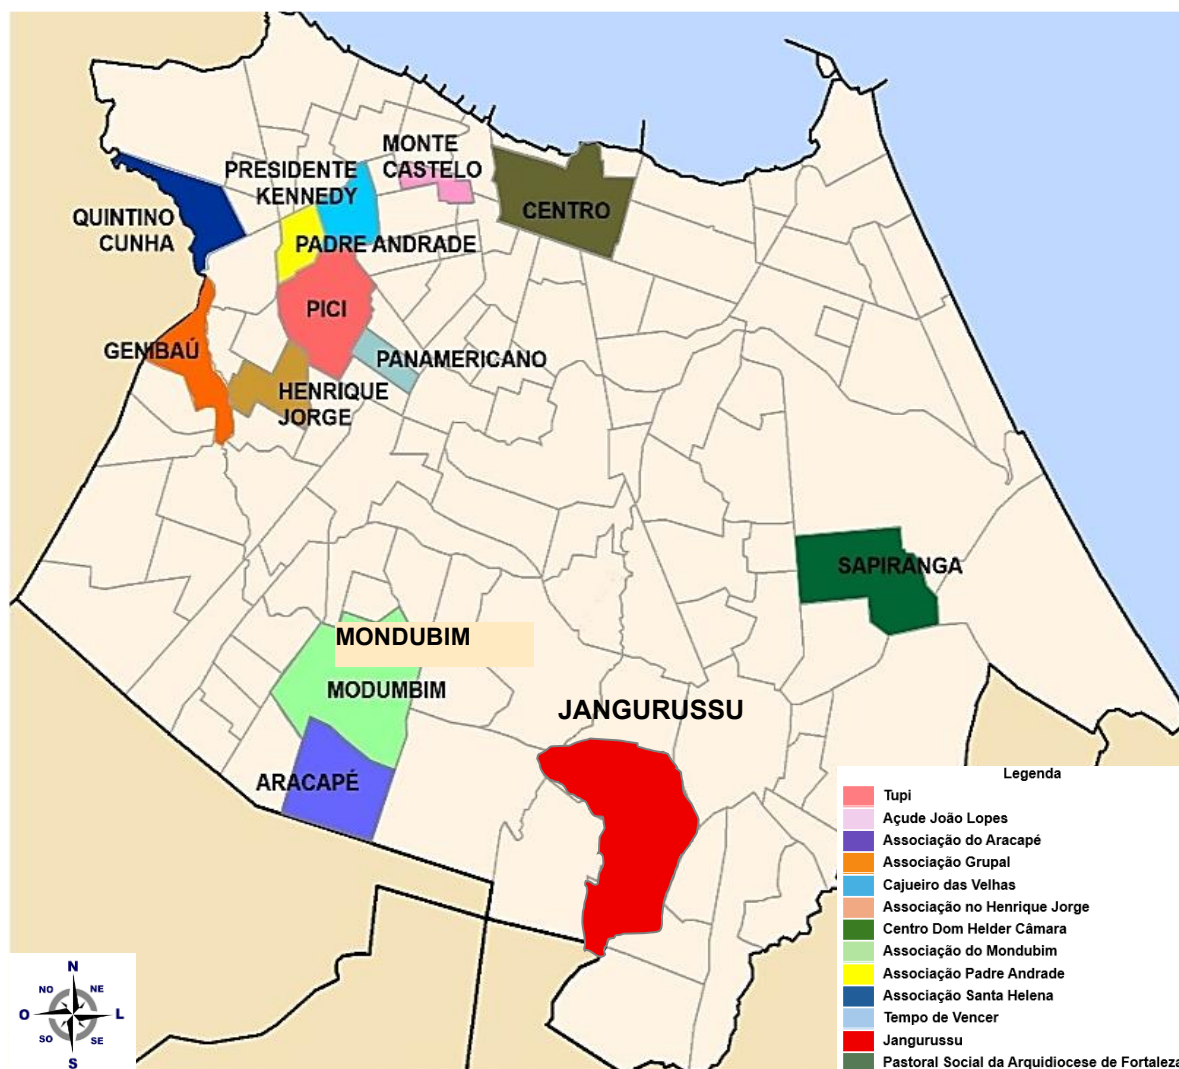 MONTE
CASTELO
PRESIDENTE
KENNEDY
CENTRO
QUINTINO
CUNHA
PADRE ANDRADE
PICI
GENIBAÚ
PANAMERICANO
HENRIQUE
JORGE
SAPIRANGA
MONDUBIM
MODUMBIM
JANGURUSSU
ARACAPÉ
Legenda
Tupi
Açude João Lopes
Associação do Aracapé
Associação Grupal
Cajueiro das Velhas
Associação no Henrique Jorge
Centro Dom Helder Câmara
Associação do Mondubim
Associação Padre Andrade
Associação Santa Helena
Tempo de Vencer
Jangurussu
Pastoral Social da Arquidiocese de Fortaleza
N
NO NE
O L
SO SE
S